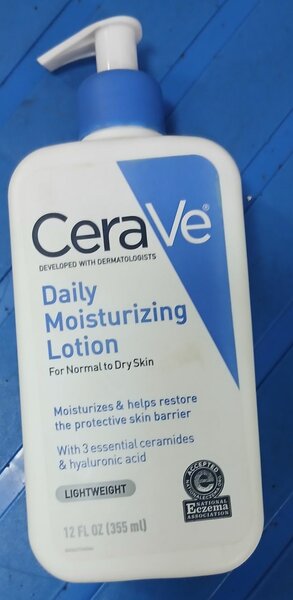 CeraVe®
DEVELOPED WITH DERMATOLOGISTS
Daily
Moisturizing
Lotion
For Normal to Dry Skin
Moisturizes & helps restore
the protective skin barrier
With 3 essential ceramides
& hyaluronic acid
LIGHTWEIGHT
ACCEPTED
NATIONAL
Eczema
ASSOCIATION
12 FL OZ (355 ml)